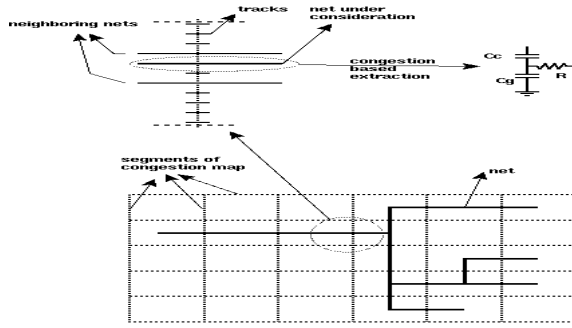 tracks
net under
consideration
neighboring nets
congestion
based
extraction
Cc
Cg
R
segments of
congestion map
net